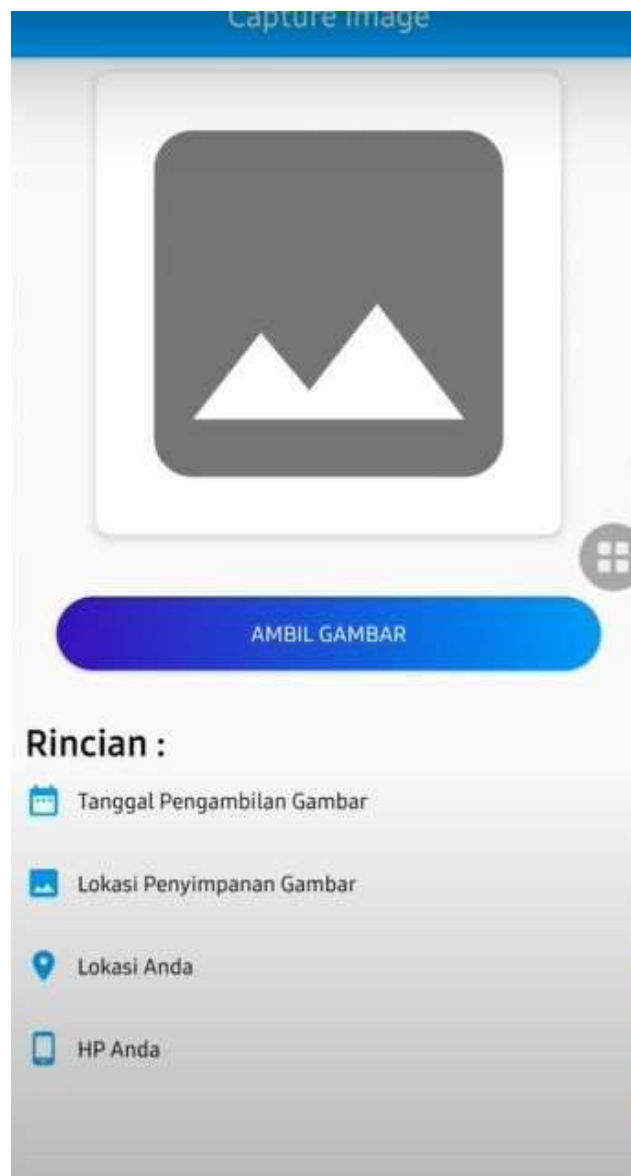 Capture Image
AMBIL GAMBAR
Rincian :
Tanggal Pengambilan Gambar
Lokasi Penyimpanan Gambar
Lokasi Anda
HP Anda